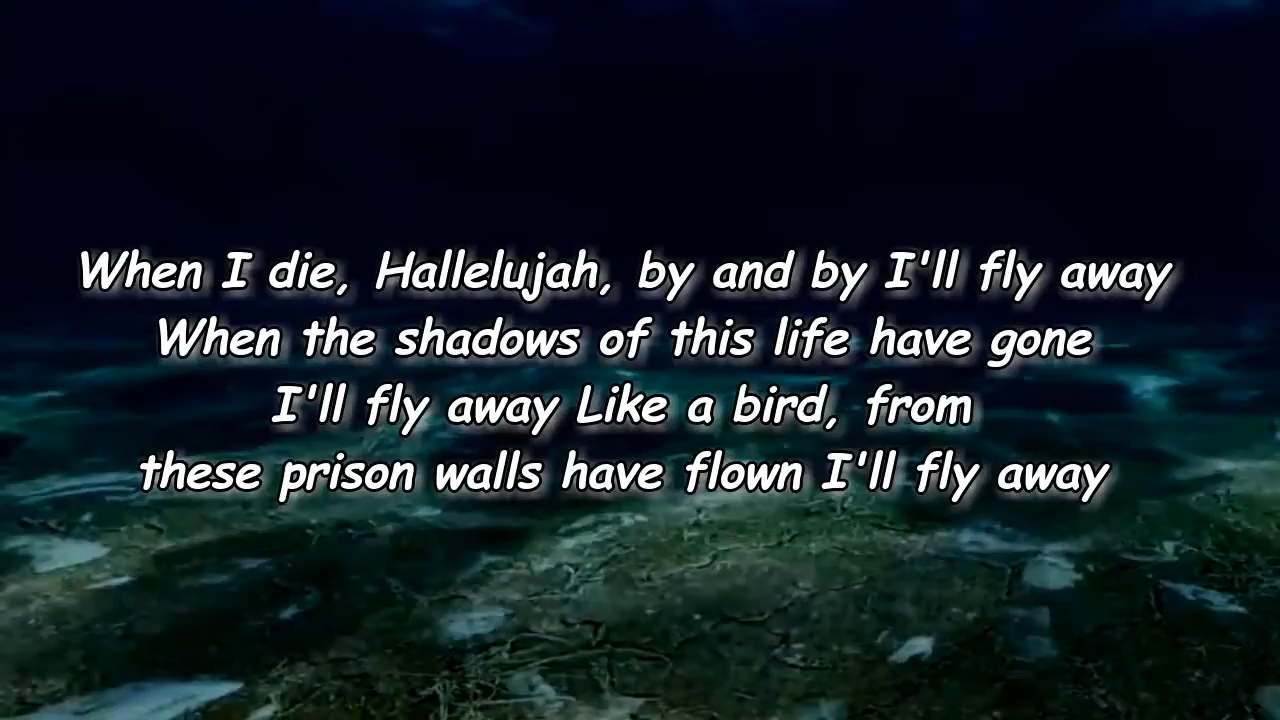 When I die, Hallelujah, by and by I'll fly away
When the shadows of this life have gone
I'll fly away Like a bird, from
these prison walls have flown I'll fly away